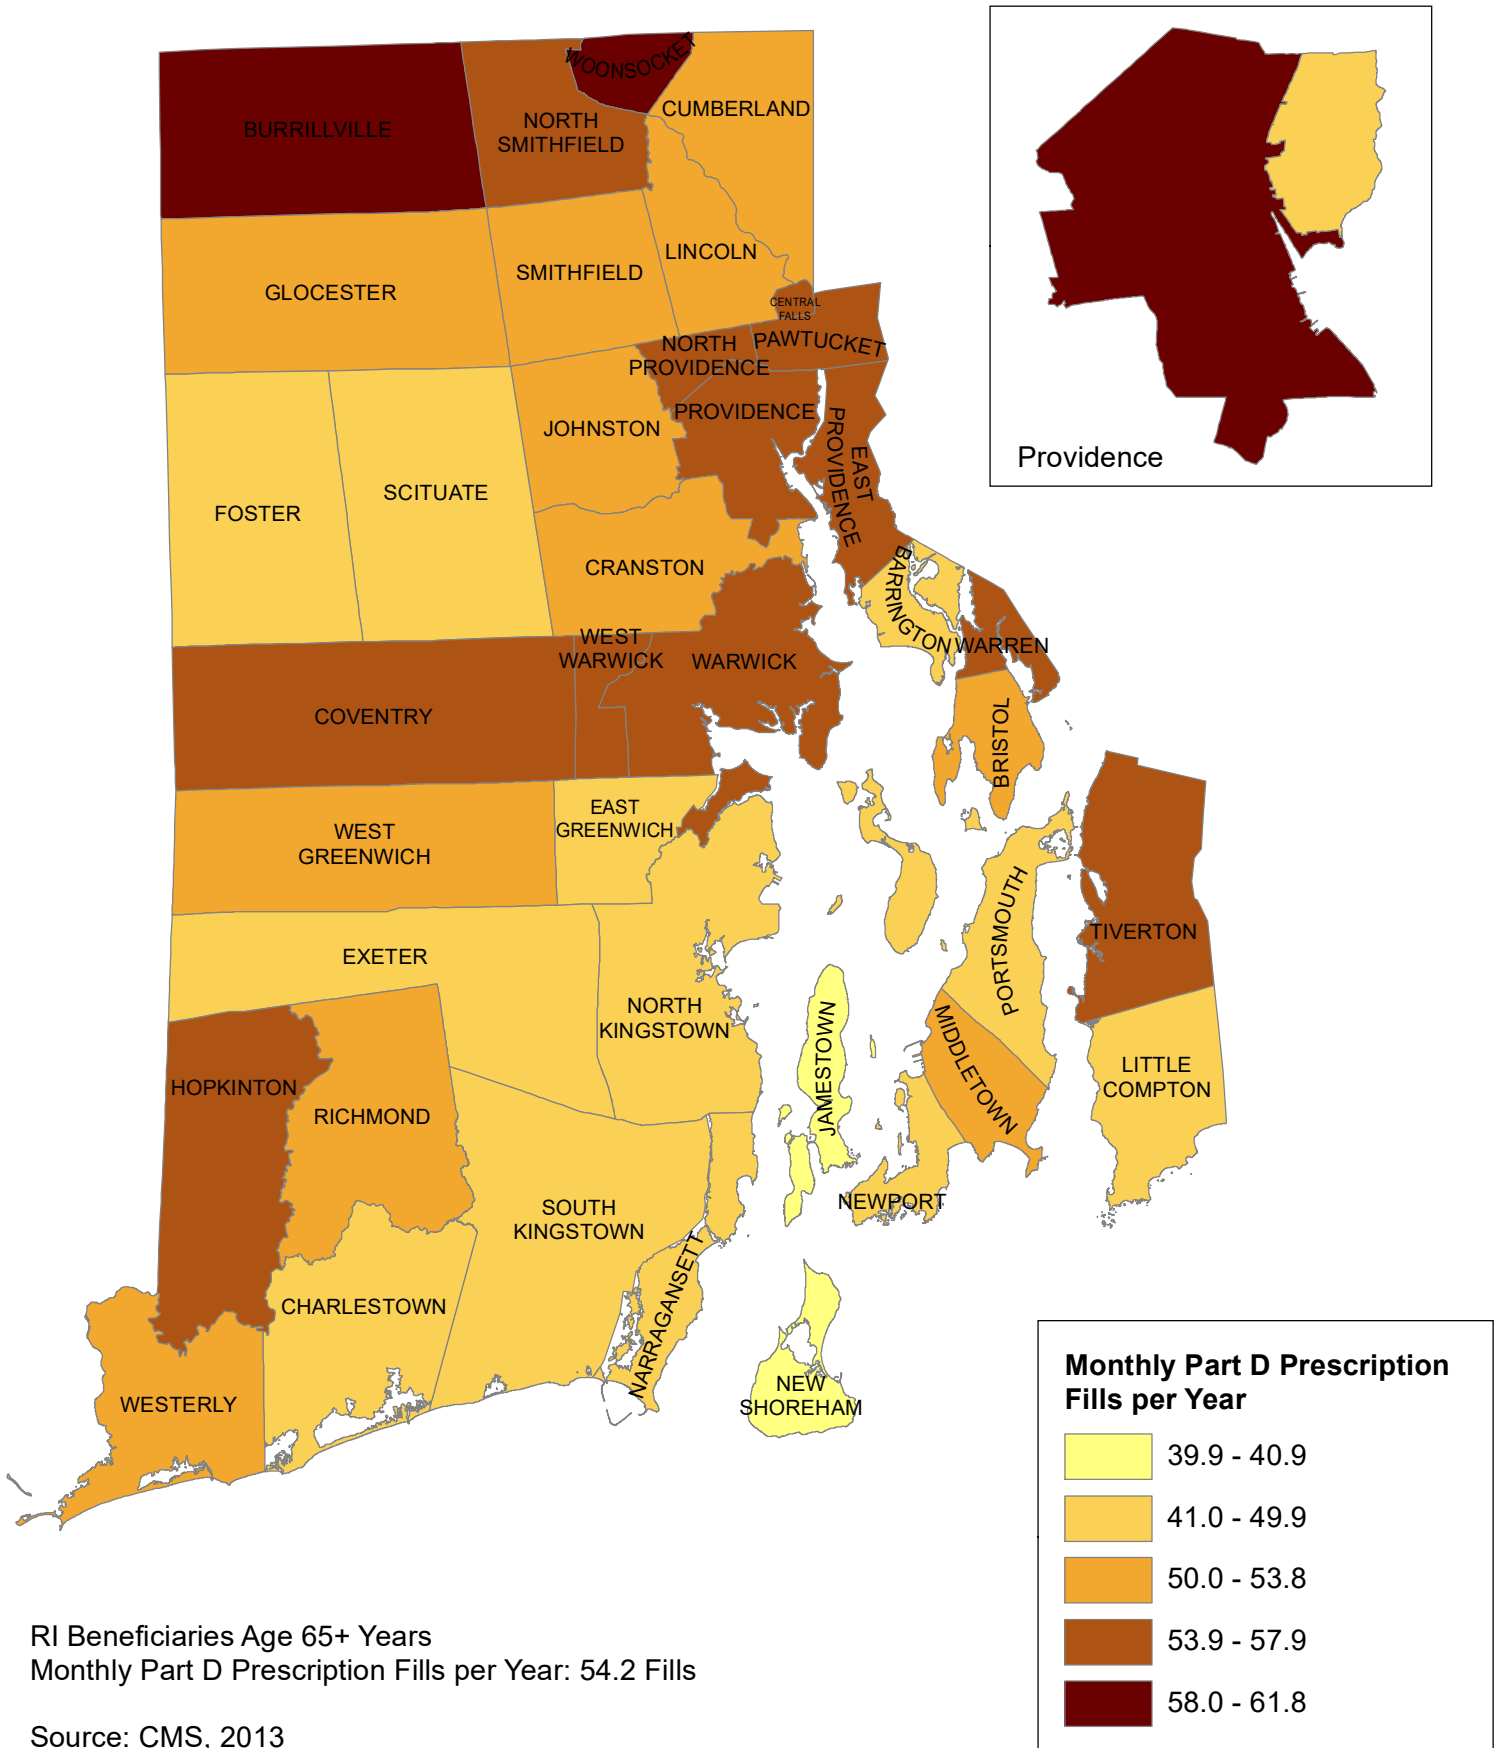 WOONSOCKET
CUMBERLAND
BURRILLVILLE
NORTH
SMITHFIELD
LINCOLN
SMITHFIELD
GLOCESTER
CENTRAL
FALLS
NORTH
PROVIDENCE
PAWTUCKET
PROVIDENCE
JOHNSTON
EAST
PROVIDENCE
SCITUATE
FOSTER
CRANSTON
BARRINGTON
WARREN
WEST
WARWICK
WARWICK
COVENTRY
BRISTOL
EAST
GREENWICH
WEST
GREENWICH
PORTSMOUTH
TIVERTON
EXETER
NORTH
KINGSTOWN
JAMESTOWN
MIDDLETOWN
LITTLE
COMPTON
HOPKINTON
RICHMOND
SOUTH
KINGSTOWN
NEWPORT
NARRAGANSETT
CHARLESTOWN
WESTERLY
NEW
SHOREHAM
Providence
Monthly Part D Prescription
Fills per Year
39.9 - 40.9
41.0 - 49.9
50.0 - 53.8
53.9 - 57.9
58.0 - 61.8
RI Beneficiaries Age 65+ Years
Monthly Part D Prescription Fills per Year: 54.2 Fills
Source: CMS, 2013